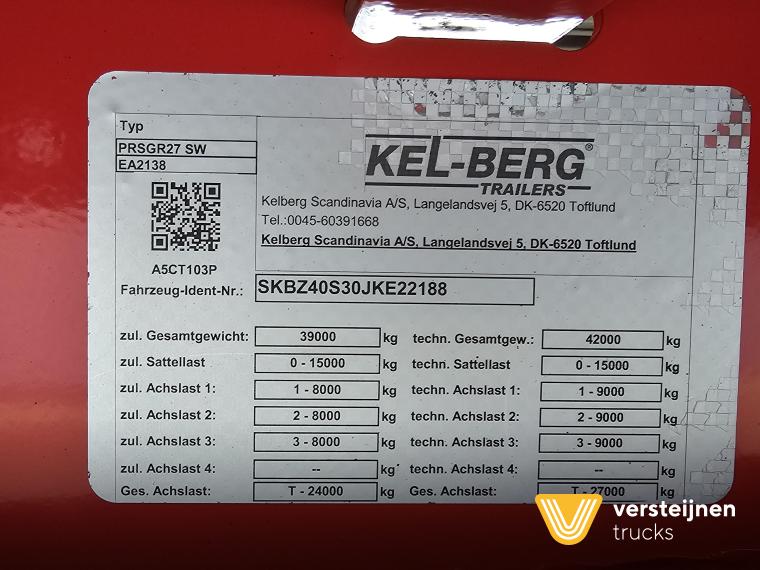 Typ
PRSGR27 SW
EA2138
KEL-BERG®
TRAILERS
Kelberg Scandinavia A/S, Langelandsvej 5, DK-6520 Toftlund
Tel.:0045-60391668
Kelberg Scandinavia A/S, Langelandsvej 5, DK-6520 Toftlund
A5CT103P
Fahrzeug-Ident-Nr.: SKBZ40S30JKE22188
zul. Gesamtgewicht: 39000 kg techn. Gesamtgew.: 42000 kg
zul. Sattellast 0 - 15000 kg techn. Sattellast 0 - 15000 kg
zul. Achslast 1: 1 - 8000 kg techn. Achslast 1: 1 - 9000 kg
zul. Achslast 2: 2 - 8000 kg techn. Achslast 2: 2 - 9000 kg
zul. Achslast 3: 3 - 8000 kg techn. Achslast 3: 3 - 9000 kg
zul. Achslast 4: -- kg techn. Achslast 4: -- kg
Ges. Achslast: T - 24000 kg Ges. Achslast: T - 27000 kg
versteijnen
trucks